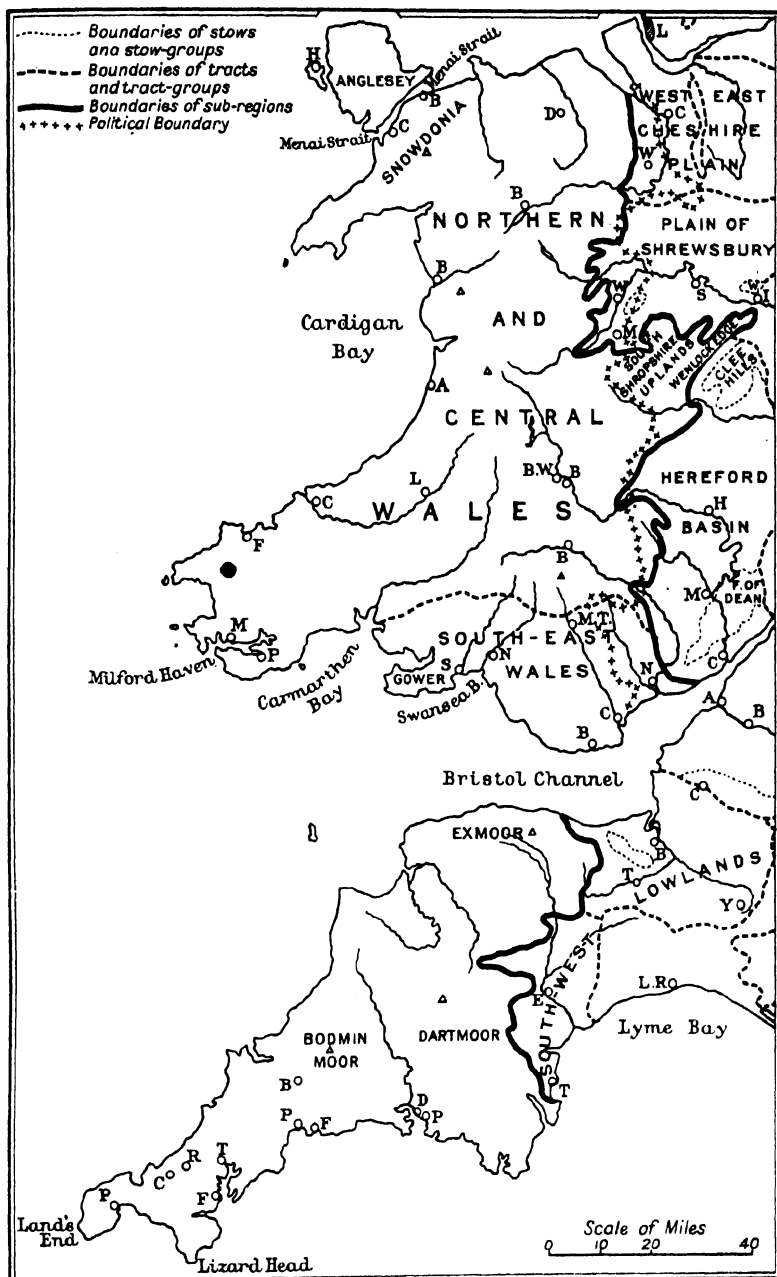 Boundaries of stows
ana stow-groups
Boundaries of tracts
and tract-groups
Boundaries of sub-regions
Political Boundary
L
H
ANGLESEY
Menai Strait
B
Menai Strait
C
SNOWDONIA
D
WEST EAST
C
CHESHIRE
W
PLAIN
B
NORTHERN
PLAIN OF
SHREWSBURY
B
W
S
W
I
Cardigan
Bay
AND
M
SOUTH
SHROPSHIRE
UPLANDS
WENLOCK EDGE
CLEE
HILLS
A
CENTRAL
L
B.W.
B
HEREFORD
C
WALES
H
BASIN
F
B
M
F. OF
DEAN
M
M.T.
P
Milford Haven
Carmarthen
Bay
SOUTH-EAST
WALES
S
N
GOWER
Swansea B.
N
C
C
A
B
B
Bristol Channel
C
EXMOOR
B
T
LOWLANDS
Y
SOUTH-WEST
E
L.R
Lyme Bay
BODMIN
MOOR
DARTMOOR
B
T
D
P
P
F
R
T
C
F
P
Land's
End
Lizard Head
Scale of Miles
0 10 20 40